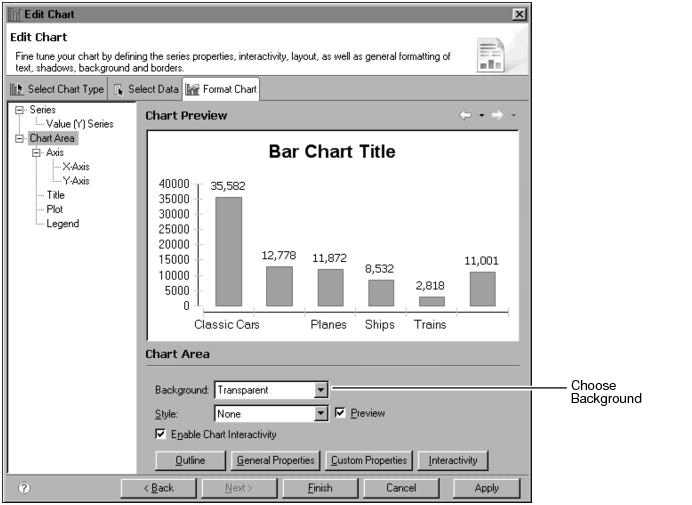 Edit Chart
Edit Chart
Fine tune your chart by defining the series properties, interactivity, layout, as well as general formatting of
text, shadows, background and borders.
Select Chart Type
Select Data
Format Chart
Series
Value (Y) Series
Chart Area
Axis
X-Axis
Y-Axis
Title
Plot
Legend
Chart Preview
Bar Chart Title
40000
35000
30000
25000
20000
15000
10000
5000
0
35,582
12,778
11,872
8,532
2,818
11,001
Classic Cars
Planes
Ships
Trains
Chart Area
Background: Transparent
Choose
Background
Style: None
Preview
Enable Chart Interactivity
Outline
General Properties
Custom Properties
Interactivity
?
< Back
Next >
Finish
Cancel
Apply